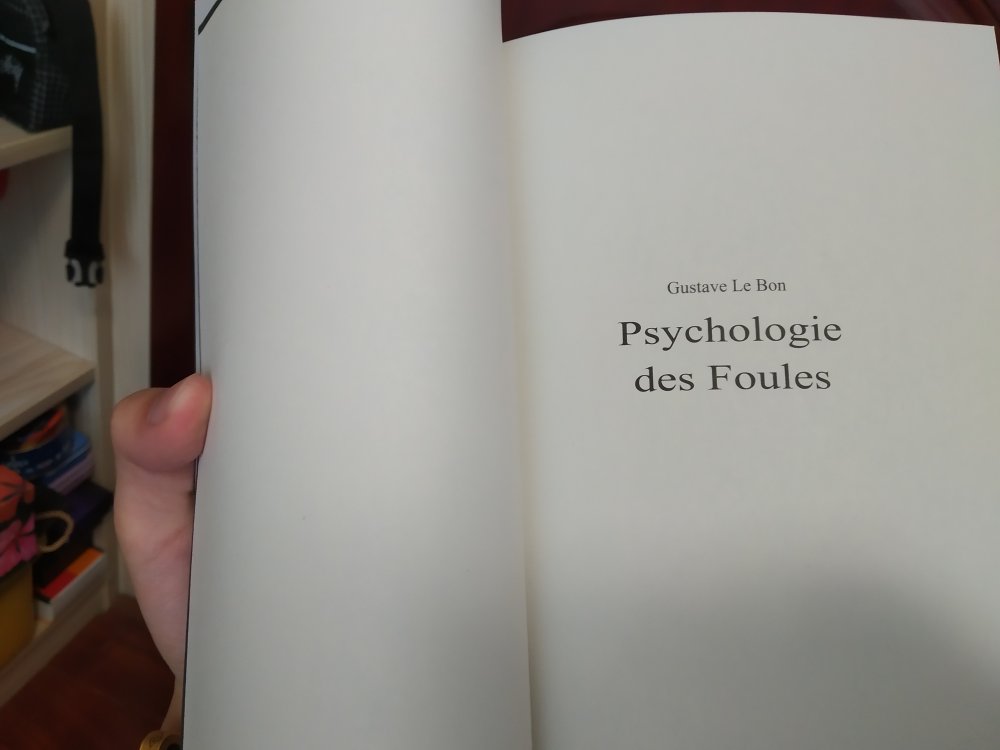 Gustave Le Bon
Psychologie
des Foules